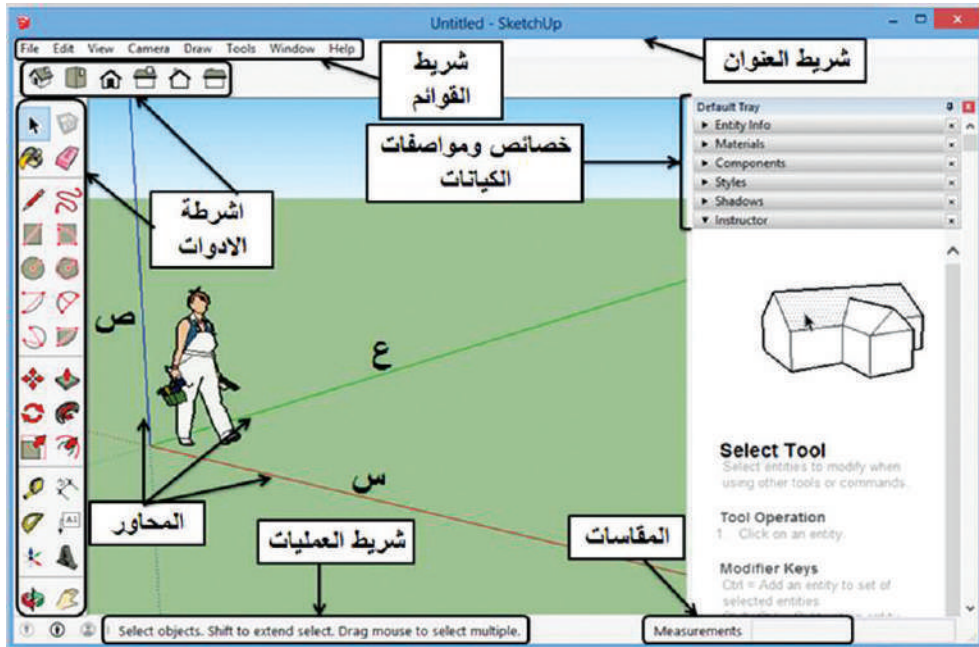 Untitled - SketchUp
File Edit View Camera Draw Tools Window Help
شريط العنوان
شريط
القوائم
Default Tray
Entity Info
Materials
Components
Styles
Shadows
Instructor
خصائص ومواصفات
الكيانات
اشرطة
الادوات
ص
ع
س
المحاور
شريط العمليات
المقاسات
Select Tool
Select entities to modify when
using other tools or commands.
Tool Operation
1. Click on an entity.
Modifier Keys
Ctrl = Add an entity to set of
selected entities
Select objects. Shift to extend select. Drag mouse to select multiple.
Measurements